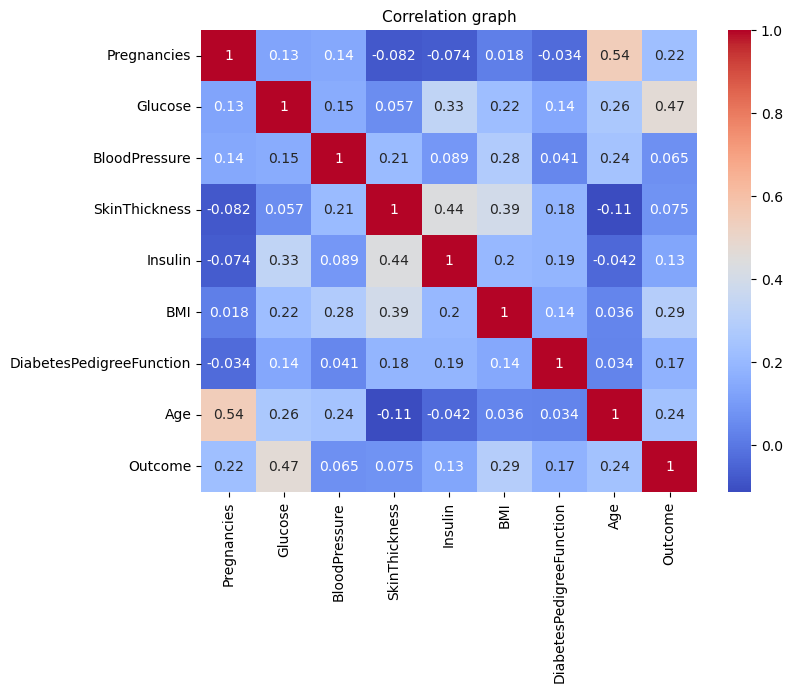 Correlation graph
Pregnancies 1 0.13 0.14 -0.082 -0.074 0.018 -0.034 0.54 0.22
Glucose 0.13 1 0.15 0.057 0.33 0.22 0.14 0.26 0.47
BloodPressure 0.14 0.15 1 0.21 0.089 0.28 0.041 0.24 0.065
SkinThickness -0.082 0.057 0.21 1 0.44 0.39 0.18 -0.11 0.075
Insulin -0.074 0.33 0.089 0.44 1 0.2 0.19 -0.042 0.13
BMI 0.018 0.22 0.28 0.39 0.2 1 0.14 0.036 0.29
DiabetesPedigreeFunction -0.034 0.14 0.041 0.18 0.19 0.14 1 0.034 0.17
Age 0.54 0.26 0.24 -0.11 -0.042 0.036 0.034 1 0.24
Outcome 0.22 0.47 0.065 0.075 0.13 0.29 0.17 0.24 1
Pregnancies
Glucose
BloodPressure
SkinThickness
Insulin
BMI
DiabetesPedigreeFunction
Age
Outcome
1.0
0.8
0.6
0.4
0.2
0.0